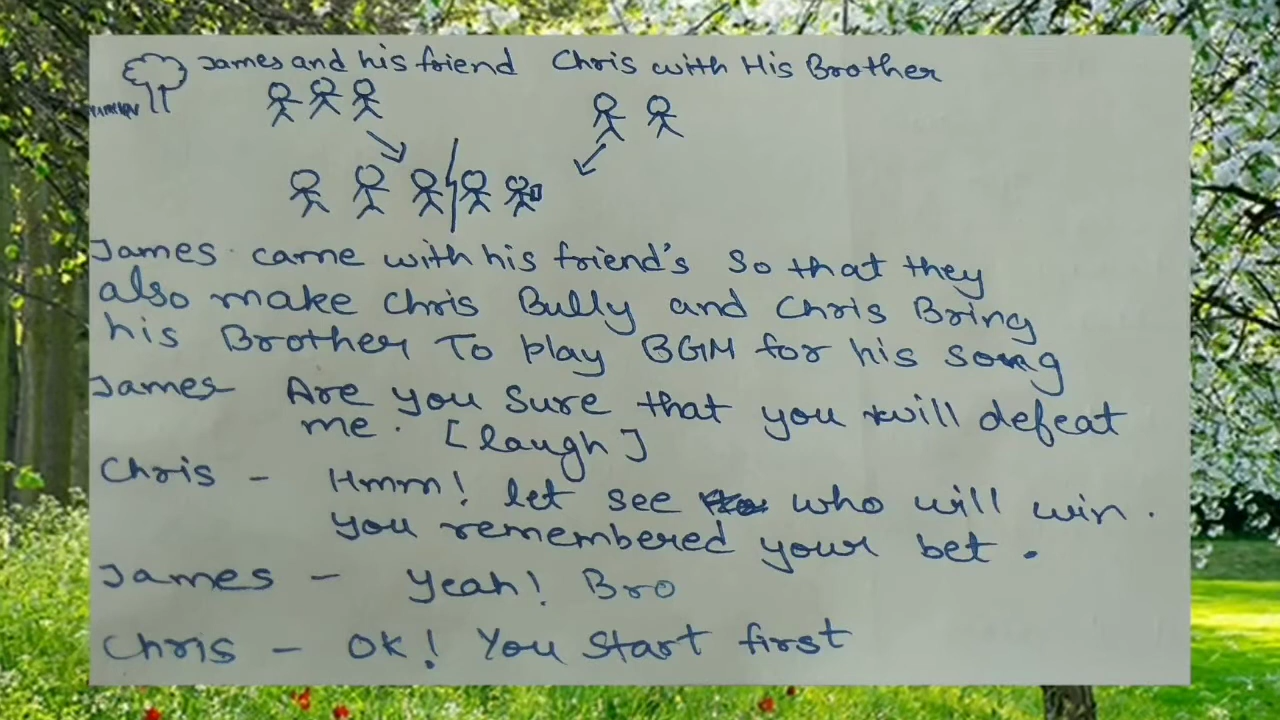 James and his friend Chris with His Brother
James came with his friend's so that they
also make Chris Bully and Chris Bring
his Brother To play BGM for his song
James Are you sure that you will defeat
me. [laugh]
Chris - Hmm! let see who will win.
you remembered your bet.
James - Yeah! Bro
Chris - OK! You start first